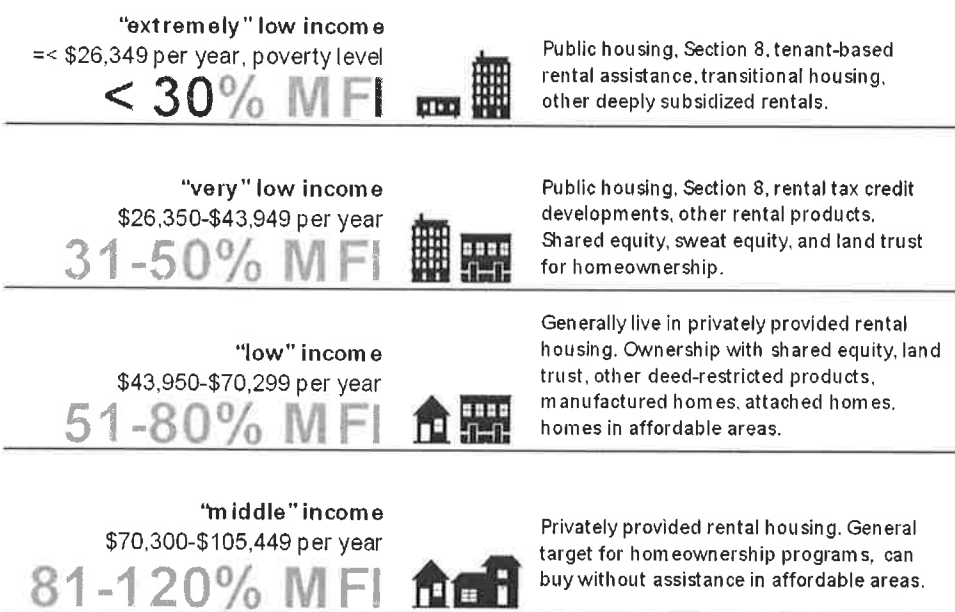 “extremely” low income
=< $26,349 per year, poverty level
< 30% MFI
Public housing, Section 8, tenant-based
rental assistance, transitional housing,
other deeply subsidized rentals.
“very” low income
$26,350-$43,949 per year
31-50% MFI
Public housing, Section 8, rental tax credit
developments, other rental products.
Shared equity, sweat equity, and land trust
for homeownership.
“low” income
$43,950-$70,299 per year
51-80% MFI
Generally live in privately provided rental
housing. Ownership with shared equity, land
trust, other deed-restricted products,
manufactured homes, attached homes,
homes in affordable areas.
“middle” income
$70,300-$105,449 per year
81-120% MFI
Privately provided rental housing. General
target for homeownership programs, can
buy without assistance in affordable areas.